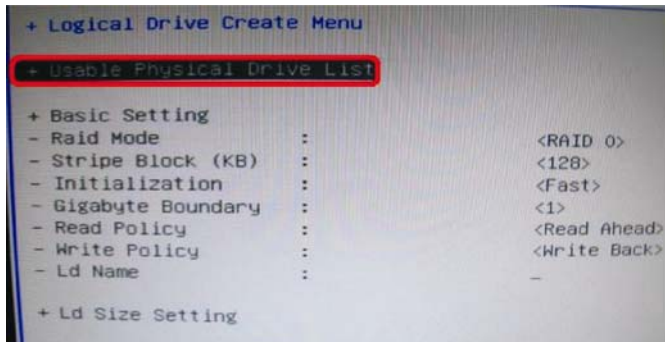 + Logical Drive Create Menu
+ Usable Physical Drive List
+ Basic Setting
- Raid Mode : <RAID 0>
- Stripe Block (KB) : <128>
- Initialization : <Fast>
- Gigabyte Boundary : <1>
- Read Policy : <Read Ahead>
- Write Policy : <Write Back>
- Ld Name : _
+ Ld Size Setting